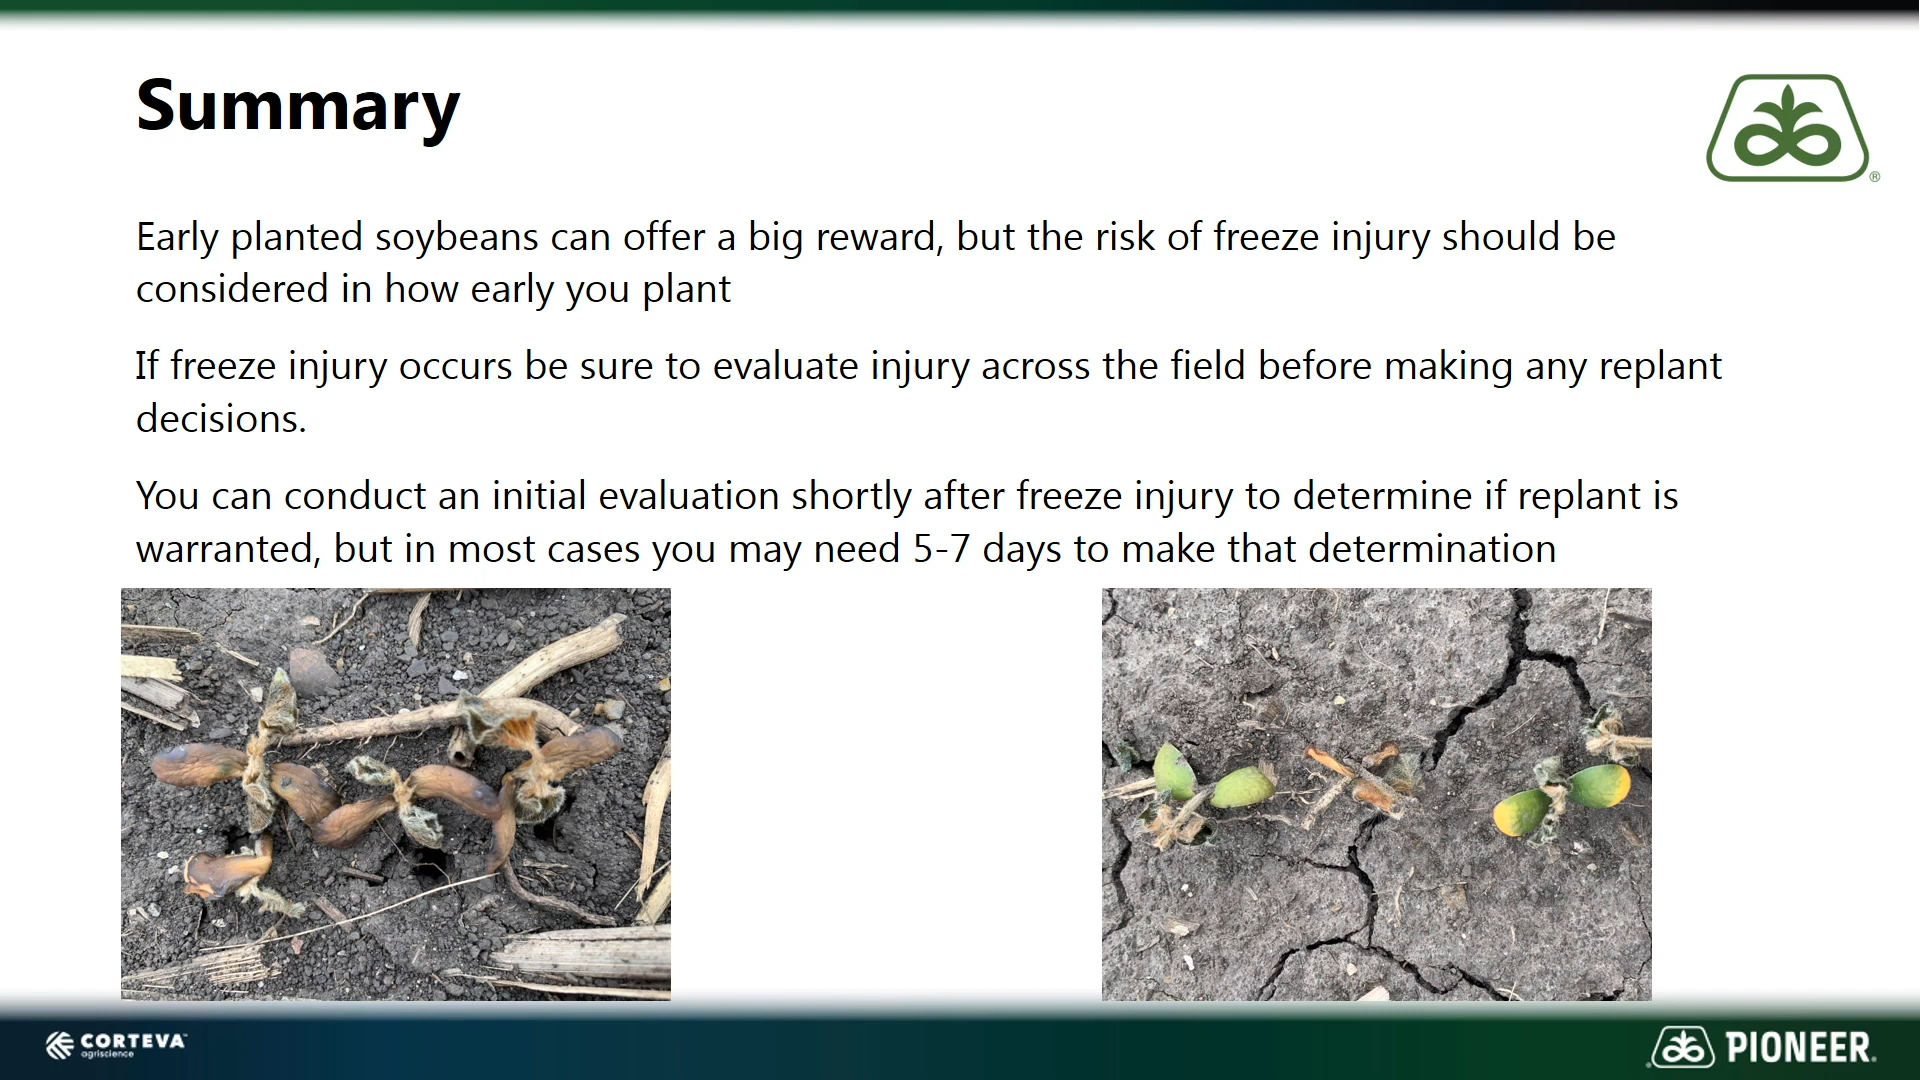 Summary
®
Early planted soybeans can offer a big reward, but the risk of freeze injury should be
considered in how early you plant
If freeze injury occurs be sure to evaluate injury across the field before making any replant
decisions.
You can conduct an initial evaluation shortly after freeze injury to determine if replant is
warranted, but in most cases you may need 5-7 days to make that determination
CORTEVA™
agriscience
PIONEER®